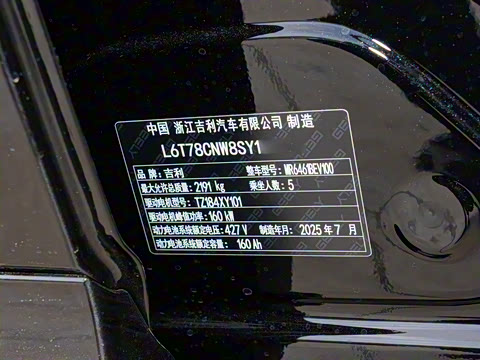 中国 浙江吉利汽车有限公司 制造
L6T78CNW8SY1
品牌：吉利 整车型号：MR6461BEV100
最大允许总质量：2191 kg 乘坐人数：5
驱动电机型号：TZ184XY101
驱动电机峰值功率：160 kW
动力电池系统额定电压：427 V 制造年月：2025 年 7 月
动力电池系统额定容量：160 Ah